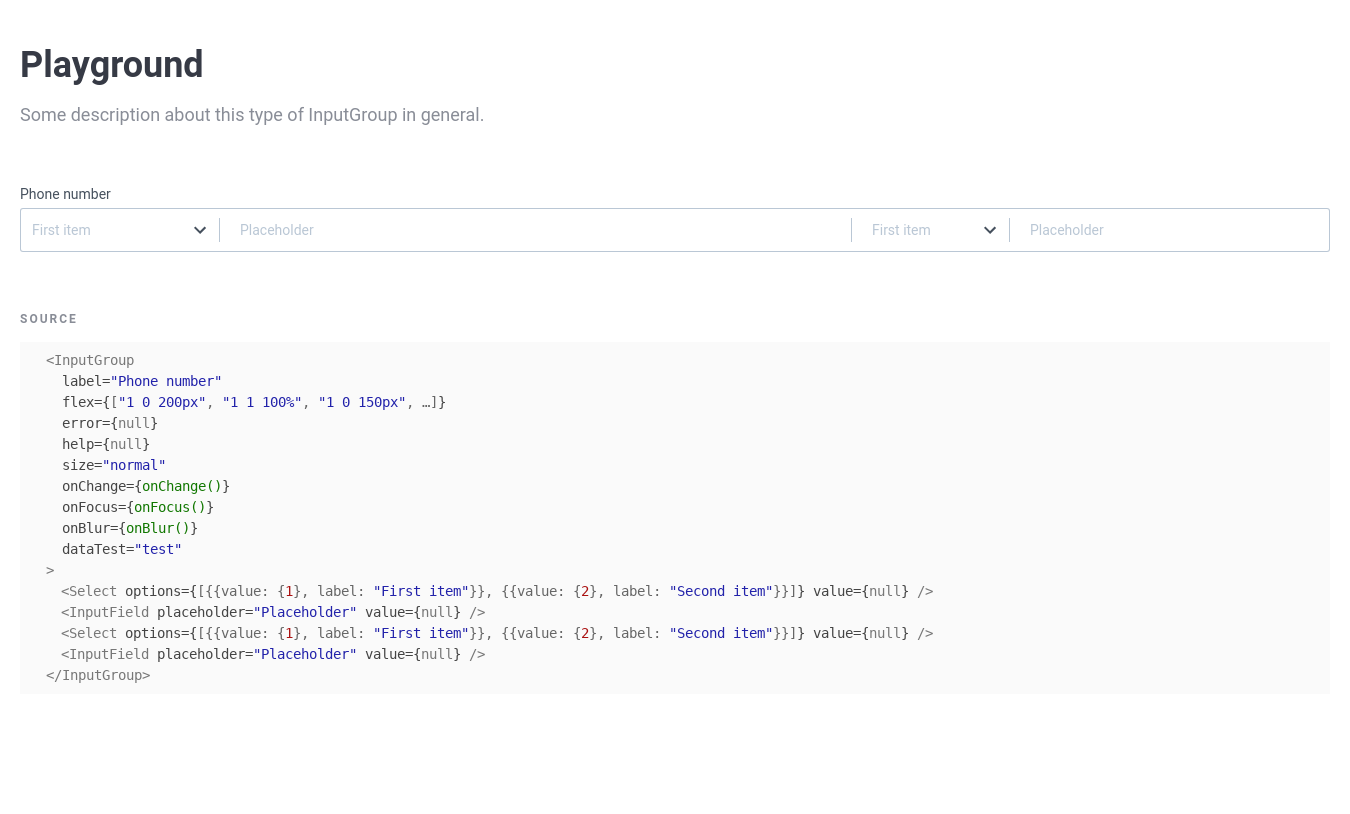 Playground
Some description about this type of InputGroup in general.
Phone number
First item Placeholder First item Placeholder
SOURCE
<InputGroup
label="Phone number"
flex={["1 0 200px", "1 1 100%", "1 0 150px", …]}
error={null}
help={null}
size="normal"
onChange={onChange()}
onFocus={onFocus()}
onBlur={onBlur()}
dataTest="test"
>
<Select options={[{{value: {1}, label: "First item"}}, {{value: {2}, label: "Second item"}}]} value={null} />
<InputField placeholder="Placeholder" value={null} />
<Select options={[{{value: {1}, label: "First item"}}, {{value: {2}, label: "Second item"}}]} value={null} />
<InputField placeholder="Placeholder" value={null} />
</InputGroup>